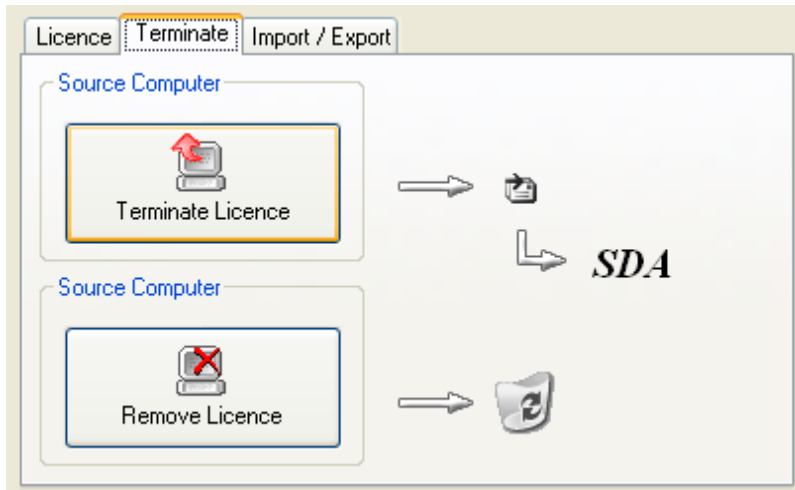 Licence Terminate Import / Export
Source Computer
Terminate Licence
SDA
Source Computer
Remove Licence